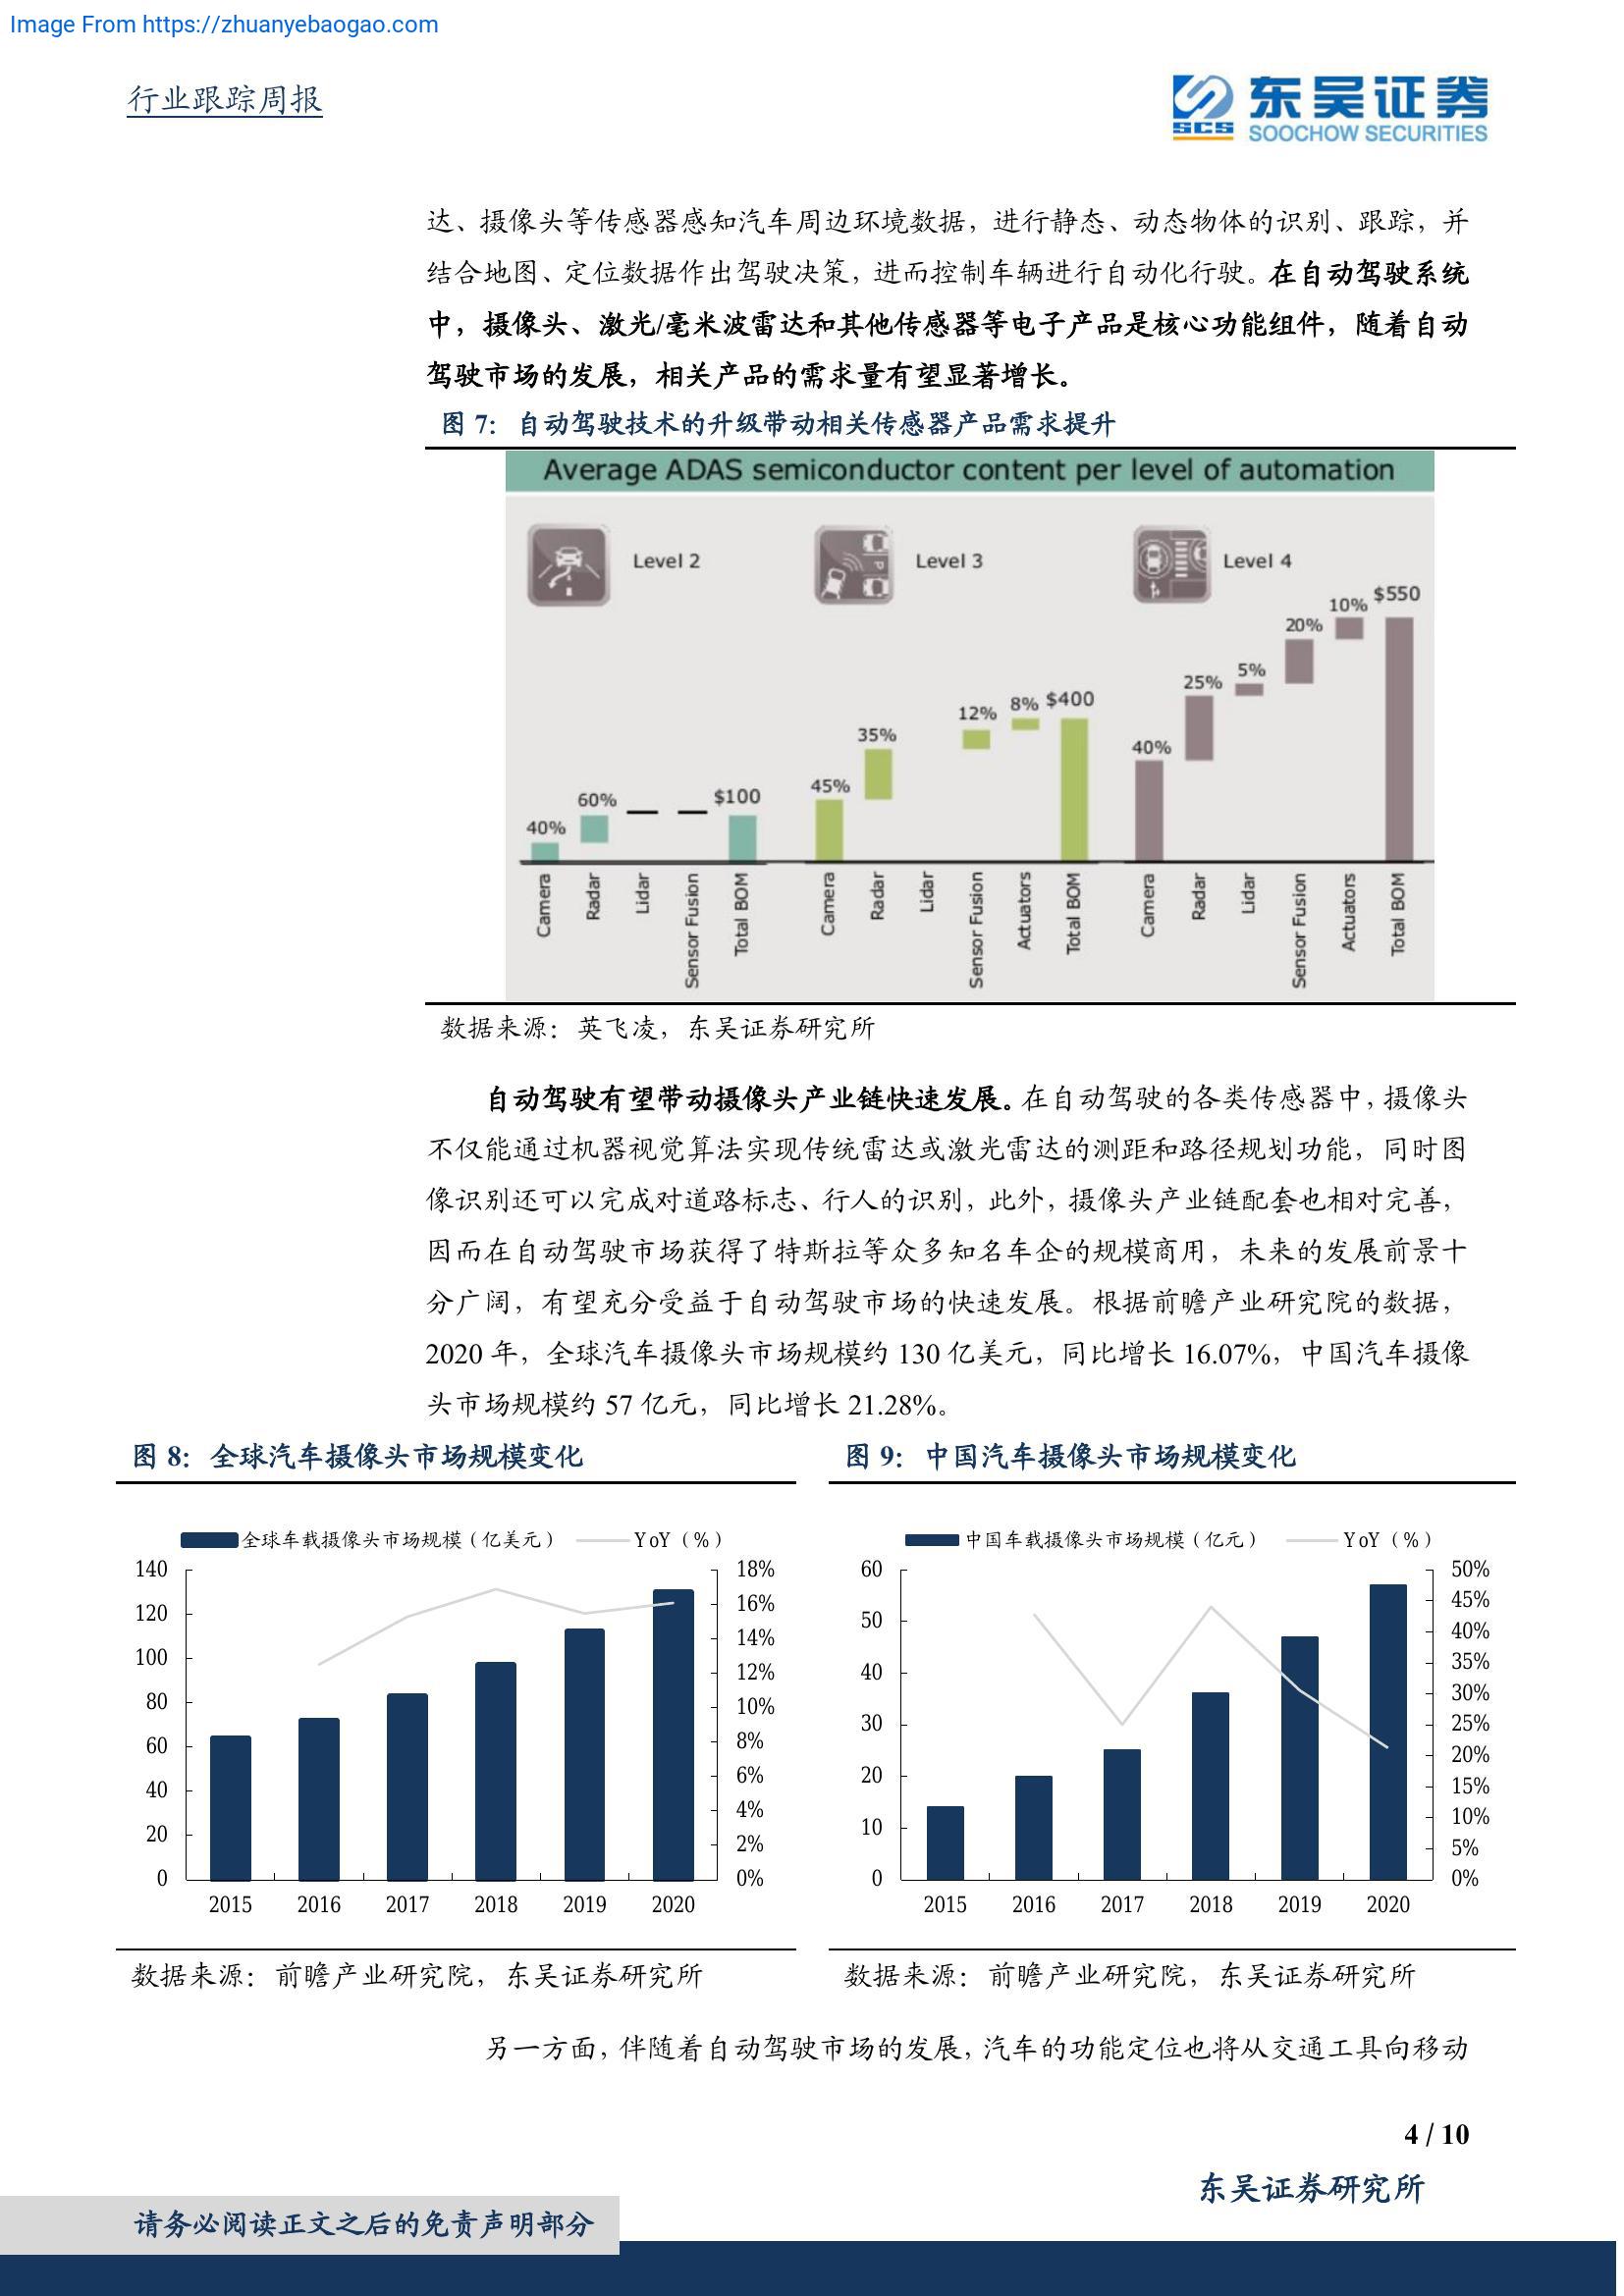 Image From https://zhuanyebaogao.com
行业跟踪周报
东吴证券
SCS
SOOCHOW SECURITIES
达、摄像头等传感器感知汽车周边环境数据，进行静态、动态物体的识别、跟踪，并
结合地图、定位数据作出驾驶决策，进而控制车辆进行自动化行驶。在自动驾驶系统
中，摄像头、激光/毫米波雷达和其他传感器等电子产品是核心功能组件，随着自动
驾驶市场的发展，相关产品的需求量有望显著增长。
图 7：自动驾驶技术的升级带动相关传感器产品需求提升
Average ADAS semiconductor content per level of automation
Level 2
Level 3
Level 4
40%
60%
$100
45%
35%
12%
8%
$400
40%
25%
5%
20%
10%
$550
Camera
Radar
Lidar
Sensor Fusion
Total BOM
Camera
Radar
Lidar
Sensor Fusion
Actuators
Total BOM
Camera
Radar
Lidar
Sensor Fusion
Actuators
Total BOM
数据来源：英飞凌，东吴证券研究所
自动驾驶有望带动摄像头产业链快速发展。在自动驾驶的各类传感器中，摄像头
不仅能通过机器视觉算法实现传统雷达或激光雷达的测距和路径规划功能，同时图
像识别还可以完成对道路标志、行人的识别，此外，摄像头产业链配套也相对完善，
因而在自动驾驶市场获得了特斯拉等众多知名车企的规模商用，未来的发展前景十
分广阔，有望充分受益于自动驾驶市场的快速发展。根据前瞻产业研究院的数据，
2020 年，全球汽车摄像头市场规模约 130 亿美元，同比增长 16.07%，中国汽车摄像
头市场规模约 57 亿元，同比增长 21.28%。
图 8：全球汽车摄像头市场规模变化
全球车载摄像头市场规模（亿美元）
YoY（%）
140
120
100
80
60
40
20
0
18%
16%
14%
12%
10%
8%
6%
4%
2%
0%
2015 2016 2017 2018 2019 2020
数据来源：前瞻产业研究院，东吴证券研究所
图 9：中国汽车摄像头市场规模变化
中国车载摄像头市场规模（亿元）
YoY（%）
60
50
40
30
20
10
0
50%
45%
40%
35%
30%
25%
20%
15%
10%
5%
0%
2015 2016 2017 2018 2019 2020
数据来源：前瞻产业研究院，东吴证券研究所
另一方面，伴随着自动驾驶市场的发展，汽车的功能定位也将从交通工具向移动
4 / 10
东吴证券研究所
请务必阅读正文之后的免责声明部分